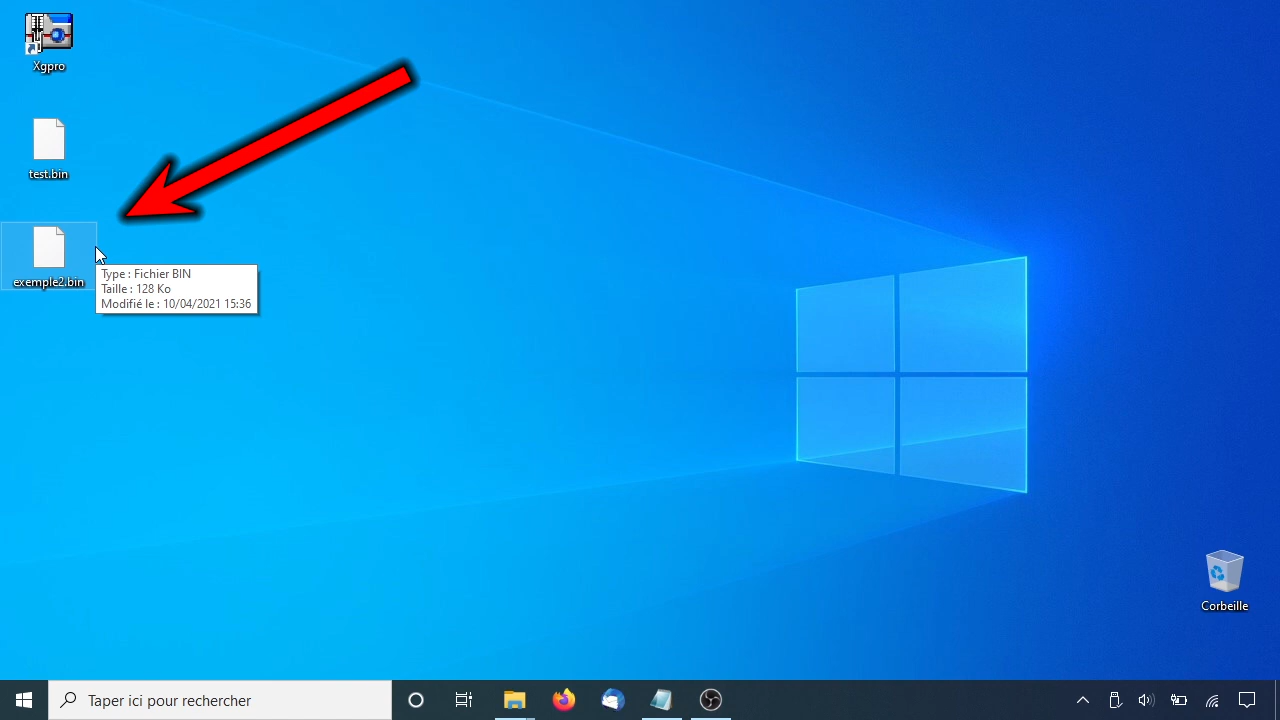 Xgpro
test.bin
exemple2.bin
Type : Fichier BIN
Taille : 128 Ko
Modifié le : 10/04/2021 15:36
Corbeille
Taper ici pour rechercher